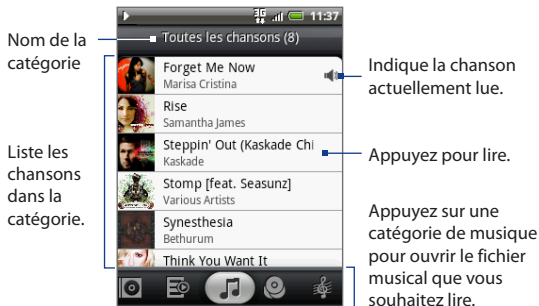 11:37
Toutes les chansons (8)
Nom de la
catégorie
Forget Me Now
Marisa Cristina
Indique la chanson
actuellement lue.
Rise
Samantha James
Liste les
chansons
dans la
catégorie.
Steppin' Out (Kaskade Chi
Kaskade
Appuyez pour lire.
Stomp [feat. Seasunz]
Various Artists
Synesthesia
Bethurum
Think You Want It
Appuyez sur une
catégorie de musique
pour ouvrir le fichier
musical que vous
souhaitez lire.